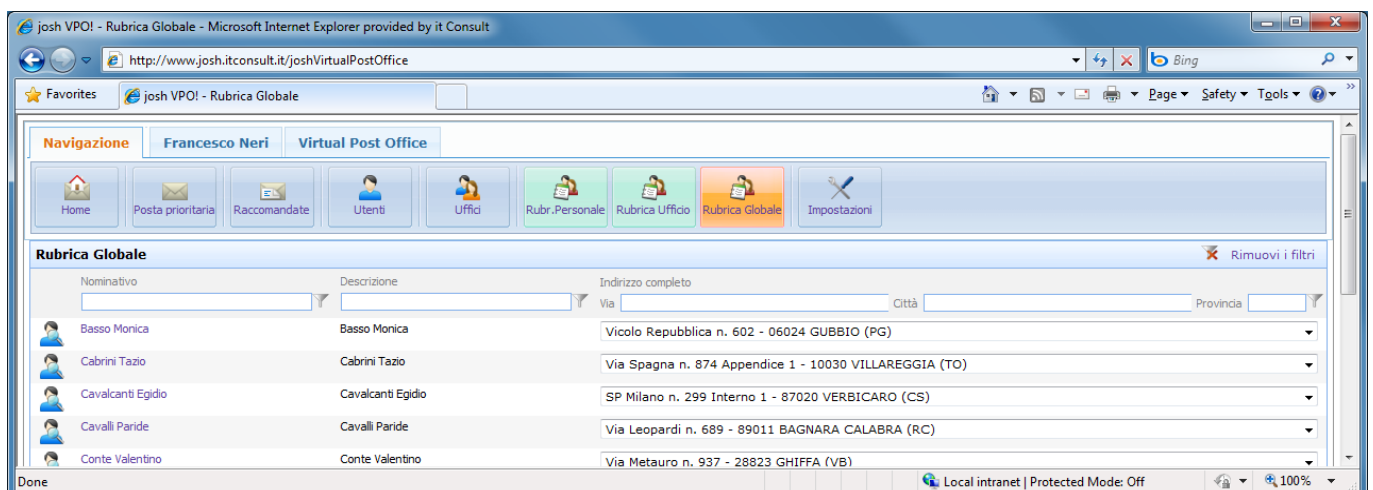 josh VPO! - Rubrica Globale - Microsoft Internet Explorer provided by it Consult
http://www.josh.itconsult.it/joshVirtualPostOffice
Bing
Favorites josh VPO! - Rubrica Globale Page Safety Tools
Navigazione Francesco Neri Virtual Post Office
Home Posta prioritaria Raccomandate Utenti Uffici Rubr.Personale Rubrica Ufficio Rubrica Globale Impostazioni
Rubrica Globale Rimuovi i filtri
Nominativo Descrizione Indirizzo completo
Via Città Provincia
Basso Monica Basso Monica Vicolo Repubblica n. 602 - 06024 GUBBIO (PG)
Cabrini Tazio Cabrini Tazio Via Spagna n. 874 Appendice 1 - 10030 VILLAREGGIA (TO)
Cavalcanti Egidio Cavalcanti Egidio SP Milano n. 299 Interno 1 - 87020 VERBICARO (CS)
Cavalli Paride Cavalli Paride Via Leopardi n. 689 - 89011 BAGNARA CALABRA (RC)
Conte Valentino Conte Valentino Via Metauro n. 937 - 28823 GHIFFA (VB)
Done Local intranet | Protected Mode: Off 100%